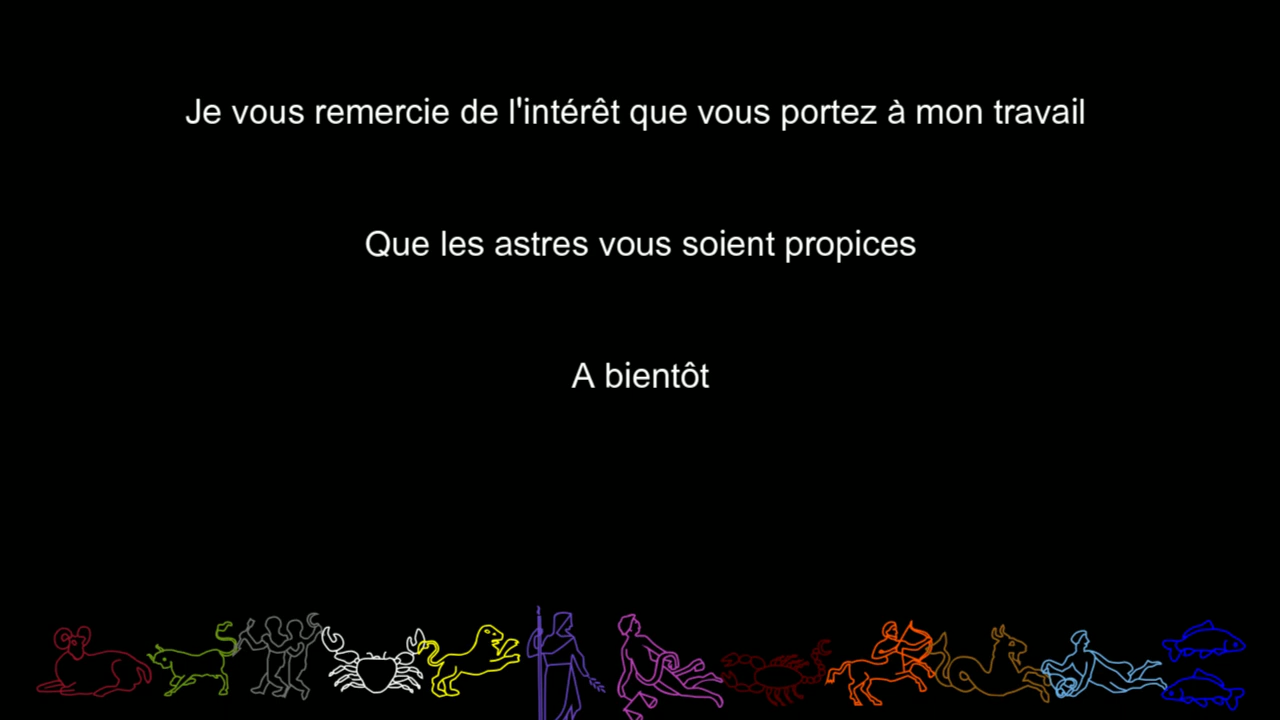 Je vous remercie de l'intérêt que vous portez à mon travail
Que les astres vous soient propices
A bientôt